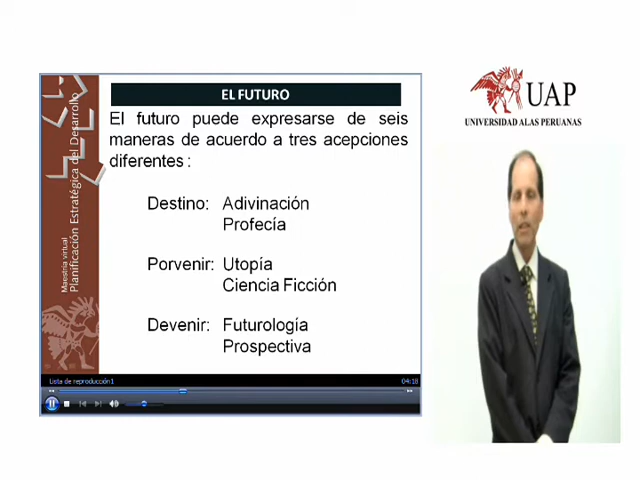 EL FUTURO
El futuro puede expresarse de seis
maneras de acuerdo a tres acepciones
diferentes :
Destino: Adivinación
Profecía
Porvenir: Utopía
Ciencia Ficción
Devenir: Futurología
Prospectiva
Maestría virtual
Planificación Estratégica del Desarrollo
Lista de reproducción1
04:18
UAP
UNIVERSIDAD ALAS PERUANAS